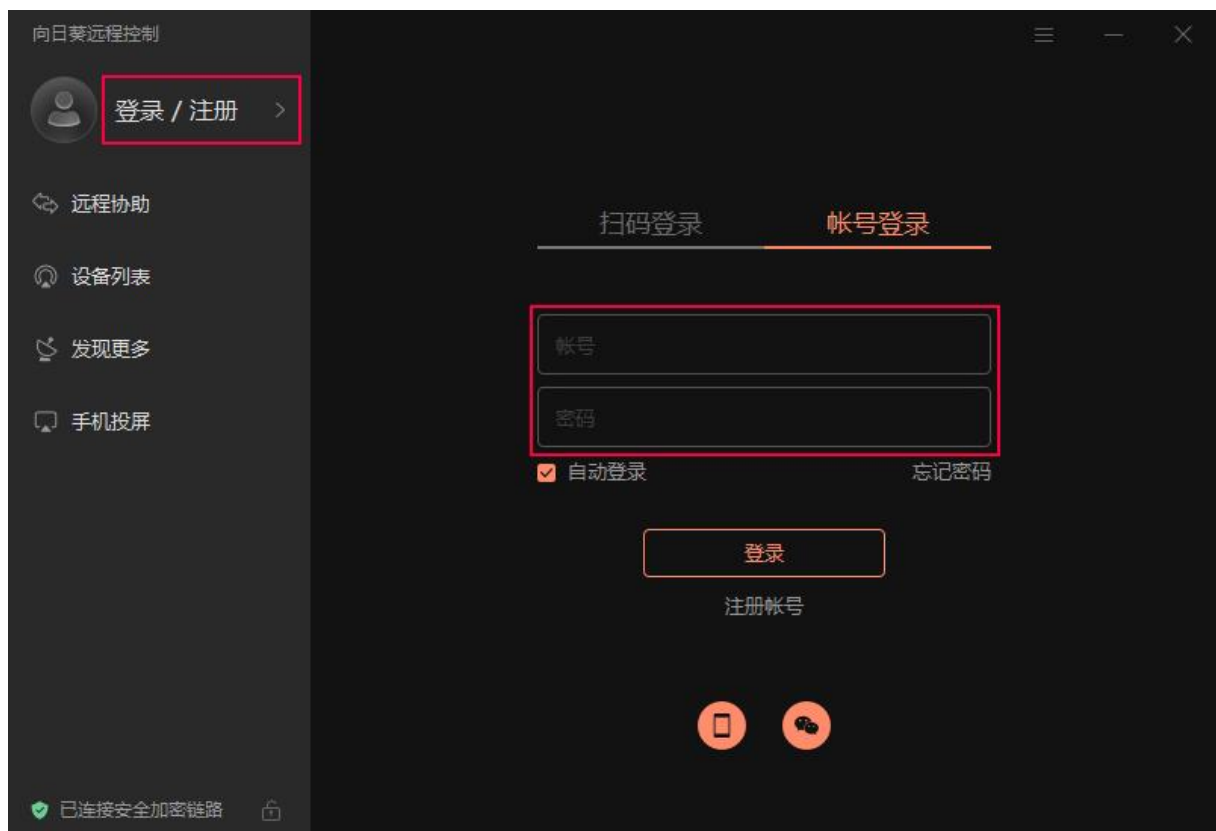 向日葵远程控制
登录 / 注册
远程协助
设备列表
发现更多
手机投屏
已连接安全加密链路
扫码登录
帐号登录
帐号
密码
自动登录
忘记密码
登录
注册帐号